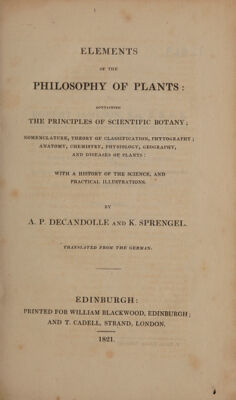 ELEMENTS
OF THE
PHILOSOPHY OF PLANTS:
CONTAINING
THE PRINCIPLES OF SCIENTIFIC BOTANY;
NOMENCLATURE, THEORY OF CLASSIFICATION, PHYTOGRAPHY;
ANATOMY, CHEMISTRY, PHYSIOLOGY, GEOGRAPHY,
AND DISEASES OF PLANTS:
WITH A HISTORY OF THE SCIENCE, AND
PRACTICAL ILLUSTRATIONS.
BY
A. P. DECANDOLLE AND K. SPRENGEL.
TRANSLATED FROM THE GERMAN.
EDINBURGH:
PRINTED FOR WILLIAM BLACKWOOD, EDINBURGH;
AND T. CADELL, STRAND, LONDON.
1821.